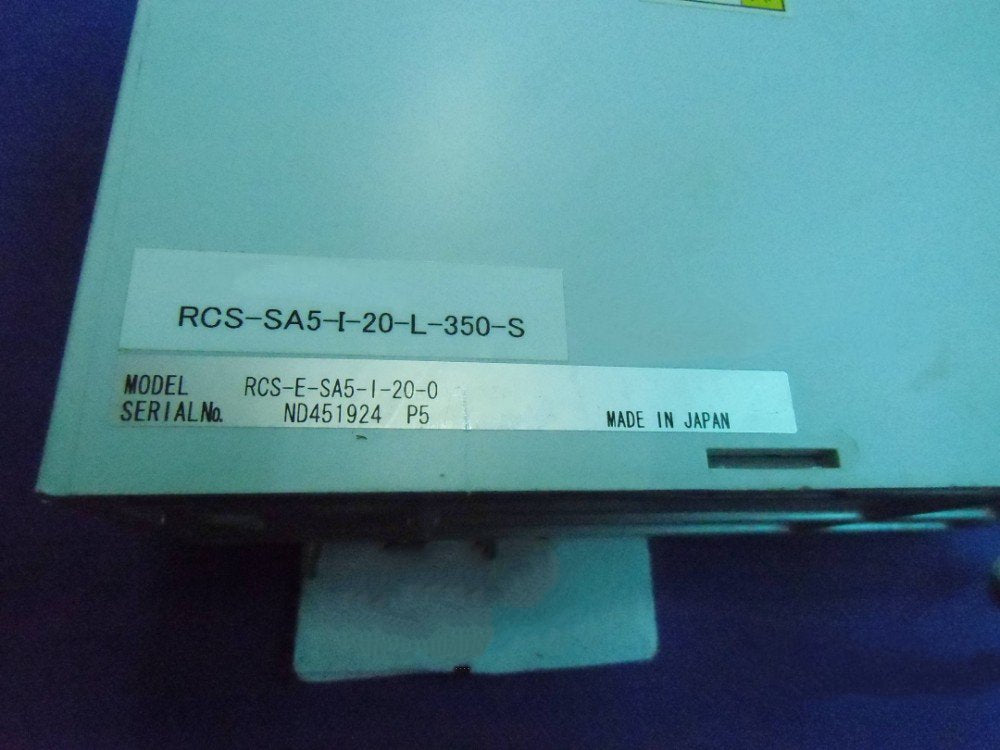 RCS-SA5-I-20-L-350-S
MODEL RCS-E-SA5-I-20-0
SERIALNo. ND451924 P5
MADE IN JAPAN